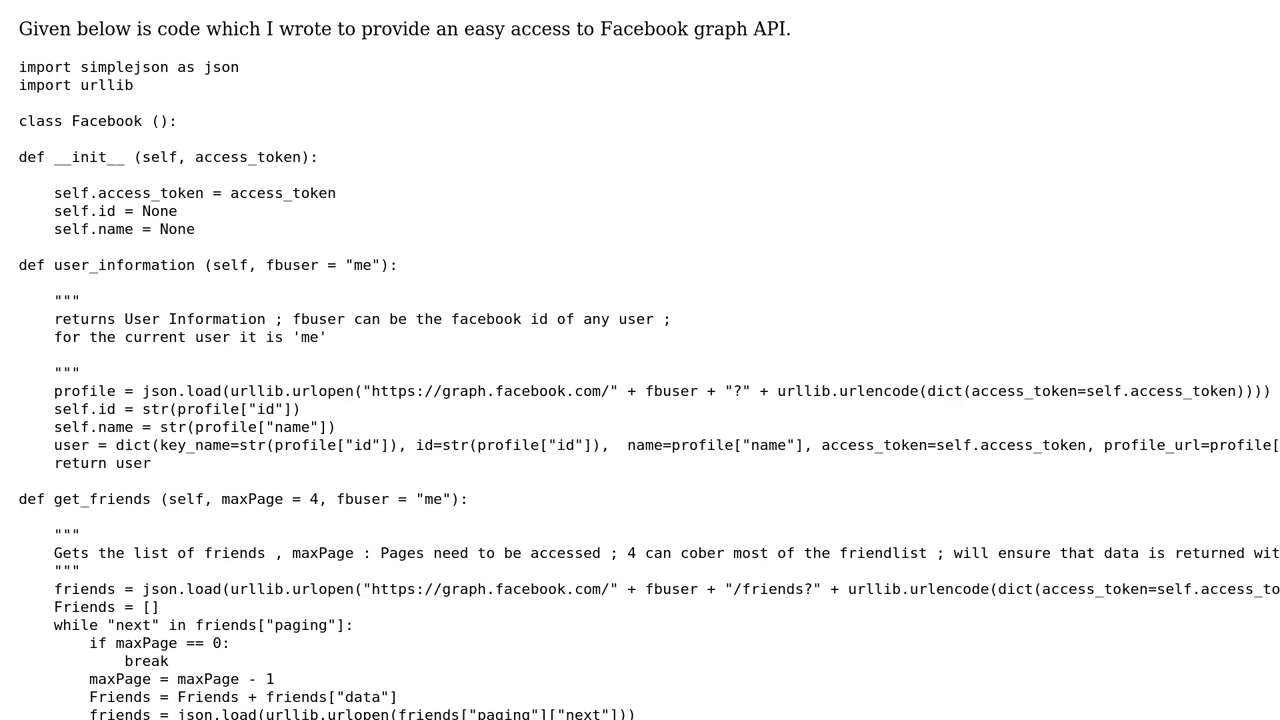 Given below is code which I wrote to provide an easy access to Facebook graph API.
import simplejson as json
import urllib
class Facebook ():
def __init__ (self, access_token):
    self.access_token = access_token
    self.id = None
    self.name = None
def user_information (self, fbuser = "me"):
    """
    returns User Information ; fbuser can be the facebook id of any user ;
    for the current user it is 'me'
    """
    profile = json.load(urllib.urlopen("https://graph.facebook.com/" + fbuser + "?" + urllib.urlencode(dict(access_token=self.access_token))))
    self.id = str(profile["id"])
    self.name = str(profile["name"])
    user = dict(key_name=str(profile["id"]), id=str(profile["id"]),  name=profile["name"], access_token=self.access_token, profile_url=profile[
    return user
def get_friends (self, maxPage = 4, fbuser = "me"):
    """
    Gets the list of friends , maxPage : Pages need to be accessed ; 4 can cober most of the friendlist ; will ensure that data is returned wit
    """
    friends = json.load(urllib.urlopen("https://graph.facebook.com/" + fbuser + "/friends?" + urllib.urlencode(dict(access_token=self.access_to
    Friends = []
    while "next" in friends["paging"]:
        if maxPage == 0:
            break
        maxPage = maxPage - 1
        Friends = Friends + friends["data"]
        friends = json.load(urllib.urlopen(friends["paging"]["next"]))